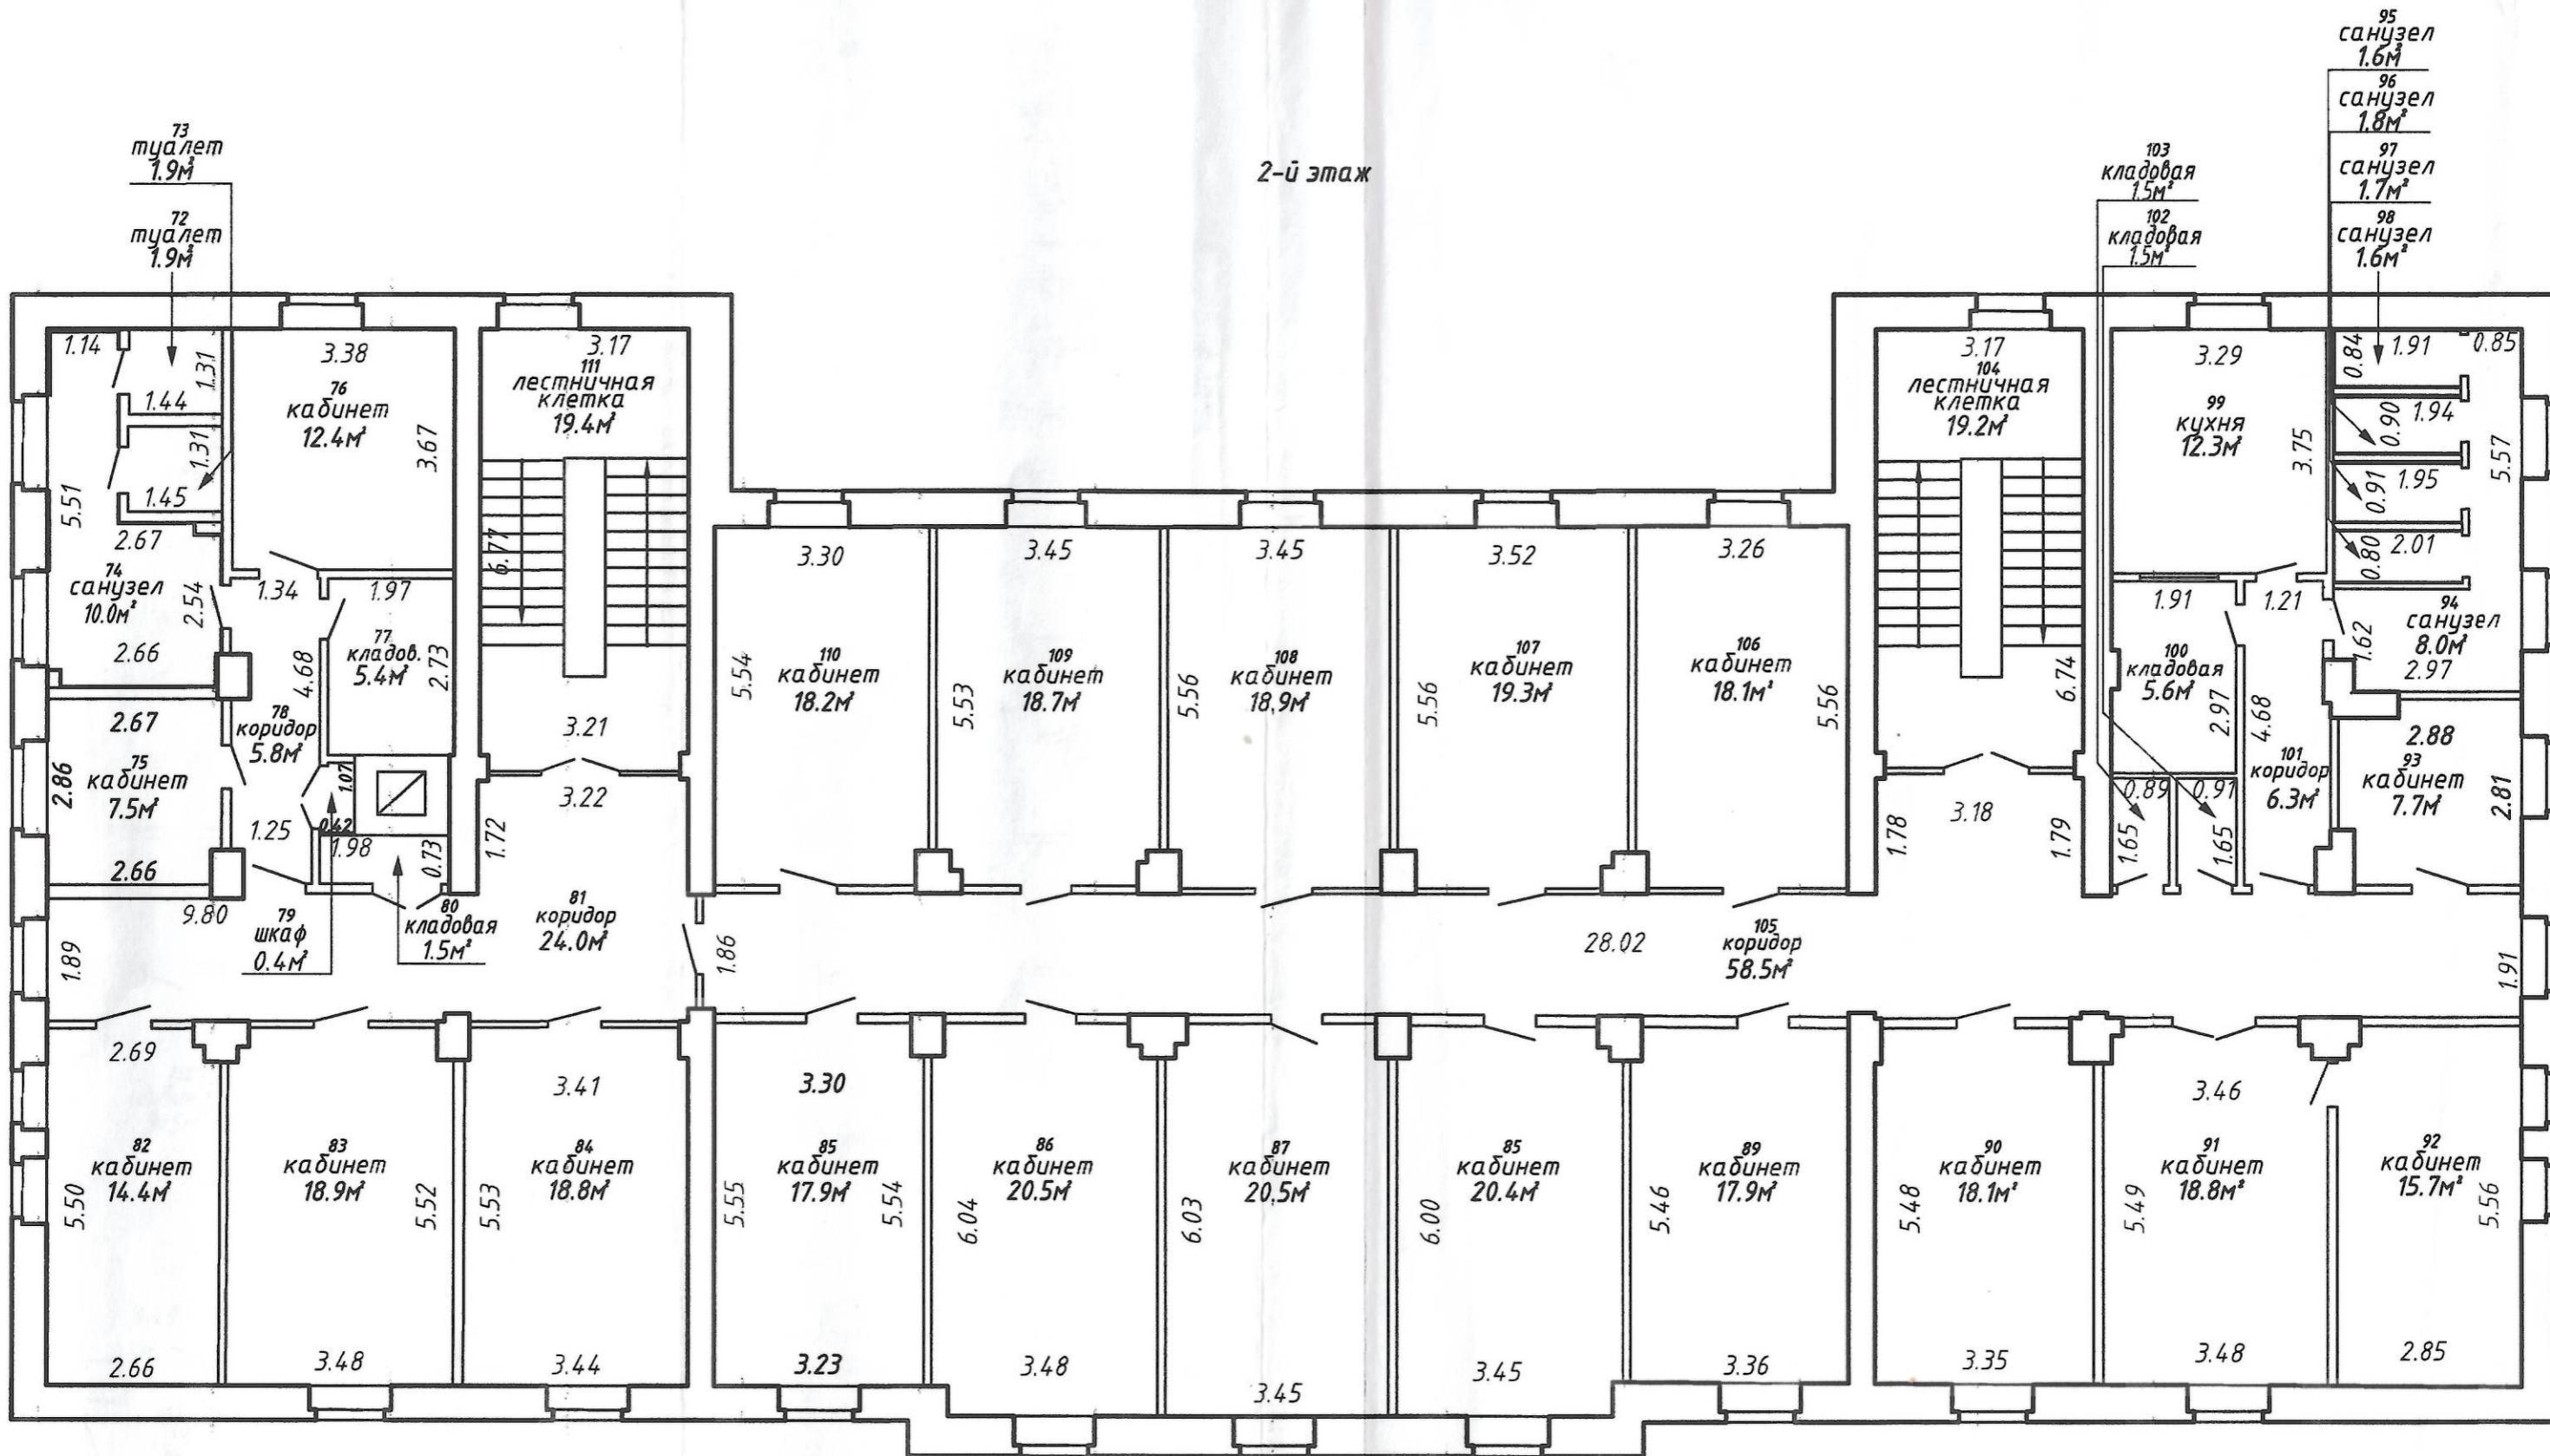 2-й этаж
73
туалет
1.9м²
72
туалет
1.9м²
95
санузел
1.6м²
96
санузел
1.8м²
97
санузел
1.7м²
98
санузел
1.6м²
103
кладовая
1.5м²
102
кладовая
1.5м²
1.14
1.31
1.44
1.31
1.45
5.51
2.67
74
санузел
10.0м²
2.54
2.66
3.38
76
кабинет
12.4м²
3.67
1.34
1.97
77
кладов.
5.4м²
2.73
4.68
78
коридор
5.8м²
2.67
2.86
75
кабинет
7.5м²
2.66
1.25
1.07
0.42
1.98
0.73
3.17
111
лестничная
клетка
19.4м²
6.77
3.21
3.22
1.72
9.80
1.89
79
шкаф
0.4м²
80
кладовая
1.5м²
81
коридор
24.0м²
1.86
3.30
5.54
110
кабинет
18.2м²
3.45
5.53
109
кабинет
18.7м²
3.45
5.56
108
кабинет
18.9м²
3.52
5.56
107
кабинет
19.3м²
3.26
106
кабинет
18.1м²
5.56
3.17
104
лестничная
клетка
19.2м²
6.74
1.78
3.18
1.79
3.29
99
кухня
12.3м²
3.75
1.91
1.21
100
кладовая
5.6м²
2.97
4.68
101
коридор
6.3м²
0.89
0.91
1.65
1.65
0.84
1.91
0.85
0.90
1.94
0.91
1.95
5.57
0.80
2.01
94
санузел
8.0м²
1.62
2.97
2.88
93
кабинет
7.7м²
2.81
28.02
105
коридор
58.5м²
1.91
2.69
82
кабинет
14.4м²
5.50
2.66
83
кабинет
18.9м²
5.52
3.48
3.41
84
кабинет
18.8м²
5.53
3.44
3.30
85
кабинет
17.9м²
5.55
5.54
3.23
86
кабинет
20.5м²
6.04
3.48
87
кабинет
20.5м²
6.03
3.45
85
кабинет
20.4м²
6.00
3.45
89
кабинет
17.9м²
5.46
3.36
90
кабинет
18.1м²
5.48
3.35
3.46
91
кабинет
18.8м²
5.49
3.48
92
кабинет
15.7м²
5.56
2.85